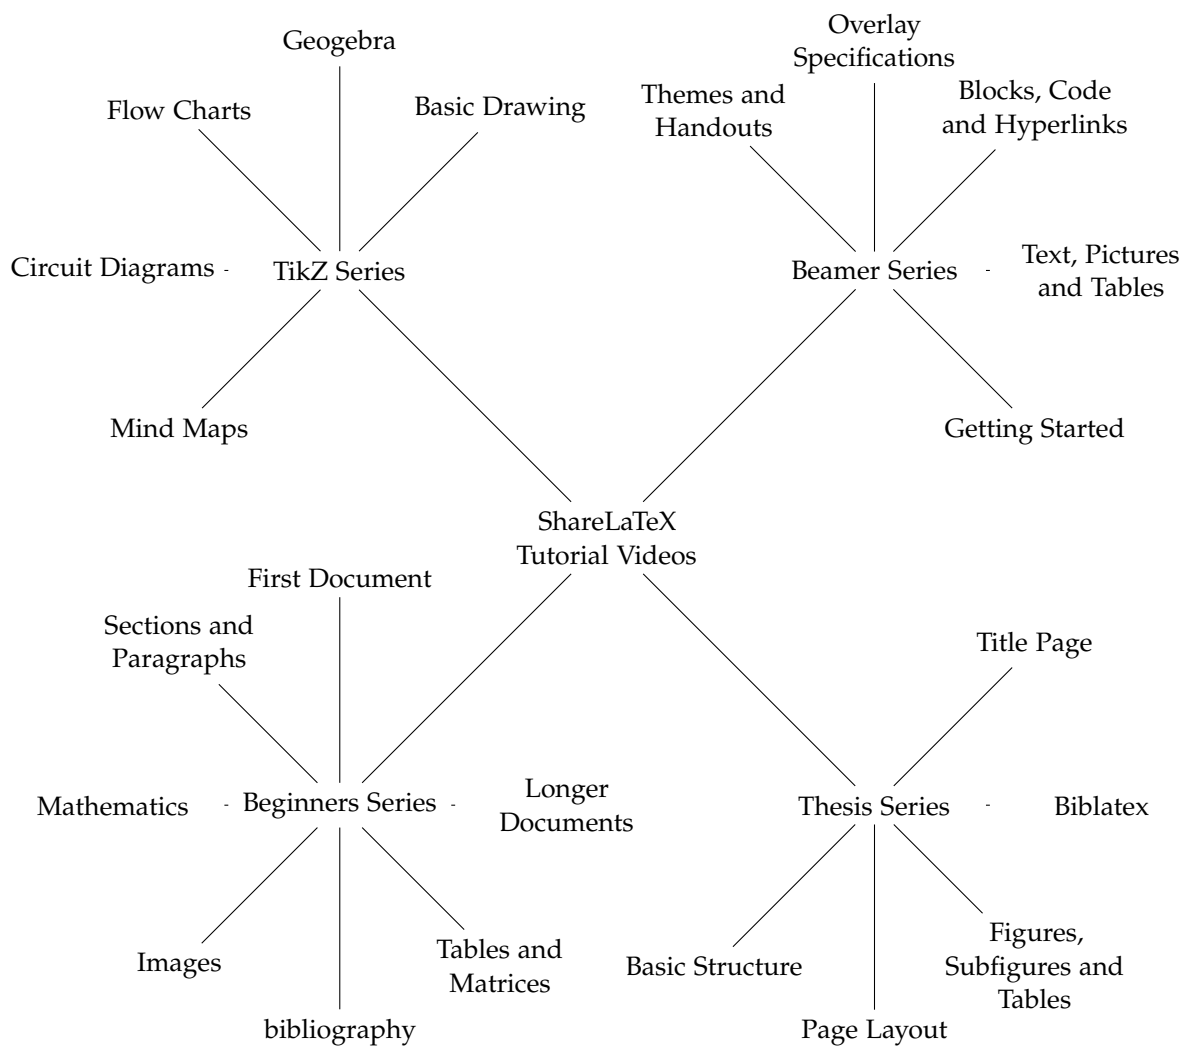 Geogebra
Flow Charts
Basic Drawing
Circuit Diagrams
TikZ Series
Mind Maps
Overlay
Specifications
Themes and
Handouts
Blocks, Code
and Hyperlinks
Beamer Series
Text, Pictures
and Tables
Getting Started
ShareLaTeX
Tutorial Videos
First Document
Sections and
Paragraphs
Mathematics
Beginners Series
Longer
Documents
Images
Tables and
Matrices
bibliography
Title Page
Thesis Series
Biblatex
Basic Structure
Figures,
Subfigures and
Tables
Page Layout